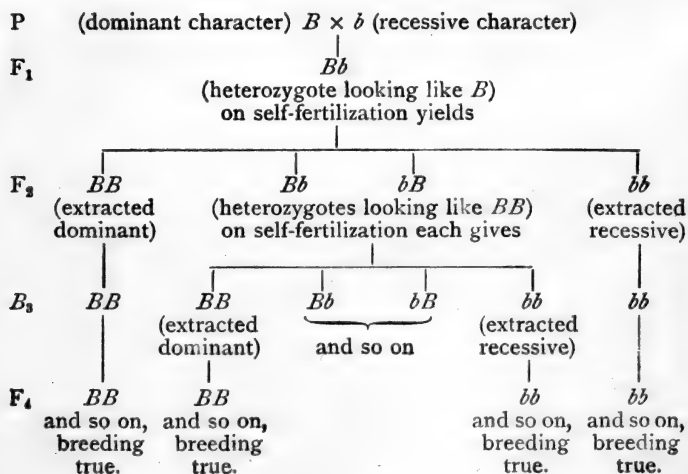 P (dominant character) B × b (recessive character)
F₁ Bb
(heterozygote looking like B)
on self-fertilization yields
F₂ BB Bb bB bb
(extracted (heterozygotes looking like BB) (extracted
dominant) on self-fertilization each gives recessive)
B₃ BB BB Bb bB bb bb
(extracted and so on (extracted
dominant) recessive)
F₄ BB BB bb bb
and so on, and so on, and so on, and so on,
breeding breeding breeding breeding
true. true. true. true.